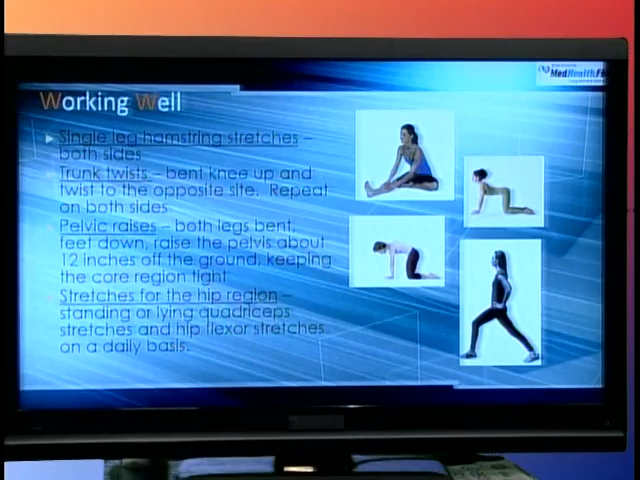 MedHealthFi
Working Well
Single leg hamstring stretches –
both sides
Trunk twists – bent knee up and
twist to the opposite site. Repeat
on both sides
Pelvic raises – both legs bent,
feet down, raise the pelvis about
12 inches off the ground, keeping
the core region tight
Stretches for the hip region –
standing or lying quadriceps
stretches and hip flexor stretches
on a daily basis.